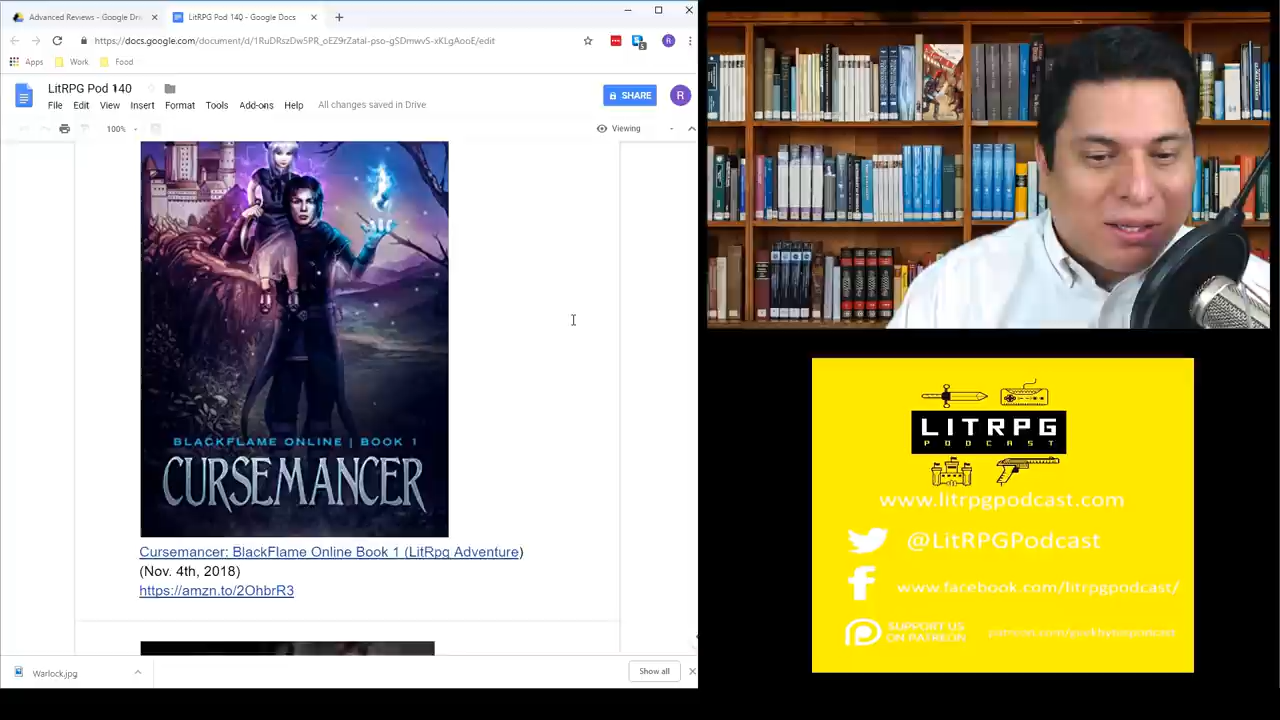 Advanced Reviews - Google Dri
LitRPG Pod 140 - Google Docs
https://docs.google.com/document/d/1RuDRszDw5PR_oEZ9rZatal-pso-gSDmwvS-xKLgAooE/edit
Apps Work Food
LitRPG Pod 140
File Edit View Insert Format Tools Add-ons Help All changes saved in Drive
SHARE
R
100%
Viewing
BLACKFLAME ONLINE | BOOK 1
CURSEMANCER
Cursemancer: BlackFlame Online Book 1 (LitRpg Adventure)
(Nov. 4th, 2018)
https://amzn.to/2OhbrR3
Warlock.jpg
Show all
LITRPG
PODCAST
www.litrpgpodcast.com
@LitRPGPodcast
www.facebook.com/litrpgpodcast/
SUPPORT US
ON PATREON